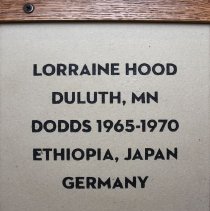 LORRAINE HOOD
DULUTH, MN
DODDS 1965-1970
ETHIOPIA, JAPAN
GERMANY